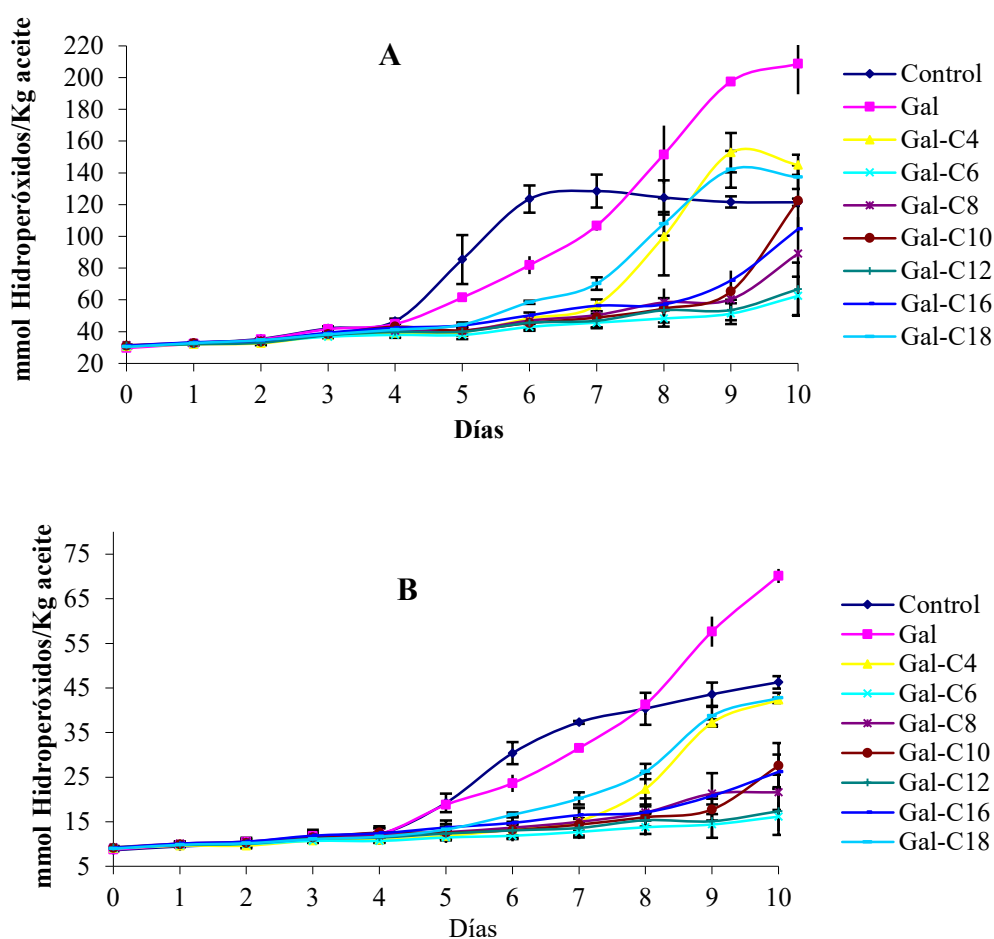 A
mmol Hidroperóxidos/Kg aceite
220
200
180
160
140
120
100
80
60
40
20
0 1 2 3 4 5 6 7 8 9 10
Días
Control
Gal
Gal-C4
Gal-C6
Gal-C8
Gal-C10
Gal-C12
Gal-C16
Gal-C18
B
mmol Hidroperóxidos/Kg aceite
75
65
55
45
35
25
15
5
0 1 2 3 4 5 6 7 8 9 10
Días
Control
Gal
Gal-C4
Gal-C6
Gal-C8
Gal-C10
Gal-C12
Gal-C16
Gal-C18